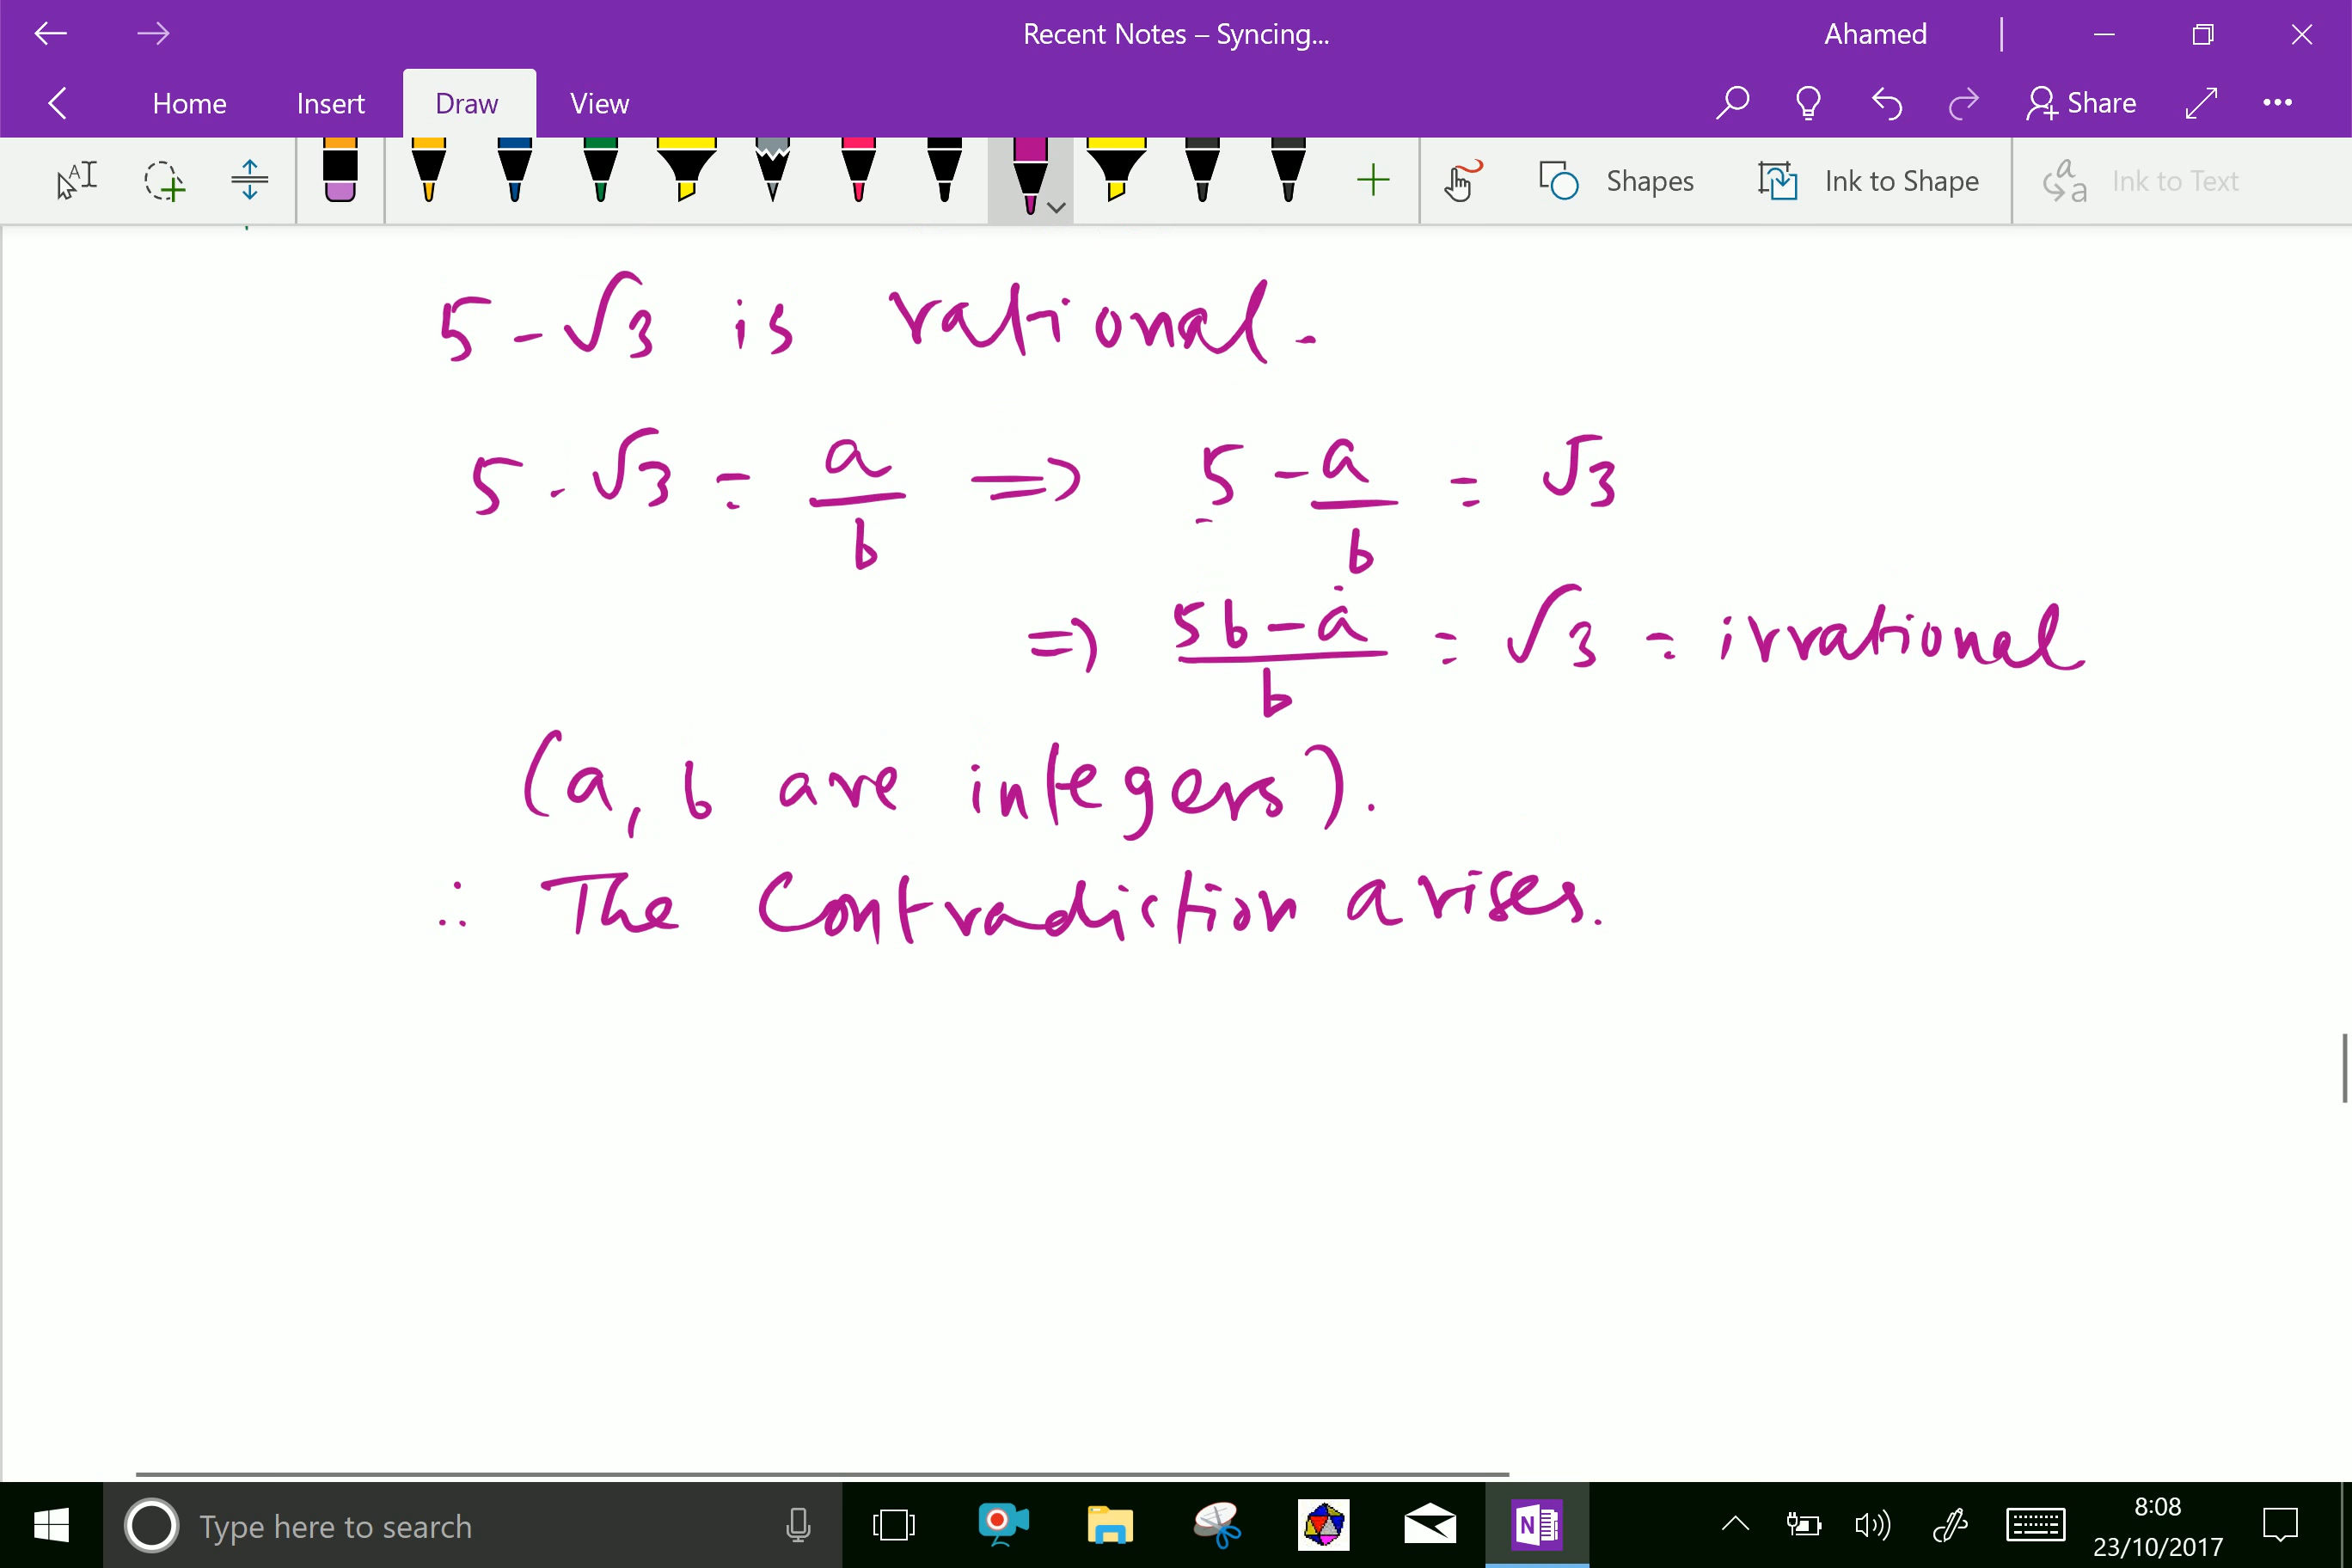 Recent Notes – Syncing...
Ahamed
Home Insert Draw View
Share
Shapes
Ink to Shape
Ink to Text
5 - √3 is rational.
5 - √3 = a/b ⟹ 5 - a/b = √3
⟹ (5b - a)/b = √3 = irrational
(a, b are integers).
∴ The Contradiction arises.
Type here to search
8:08
23/10/2017